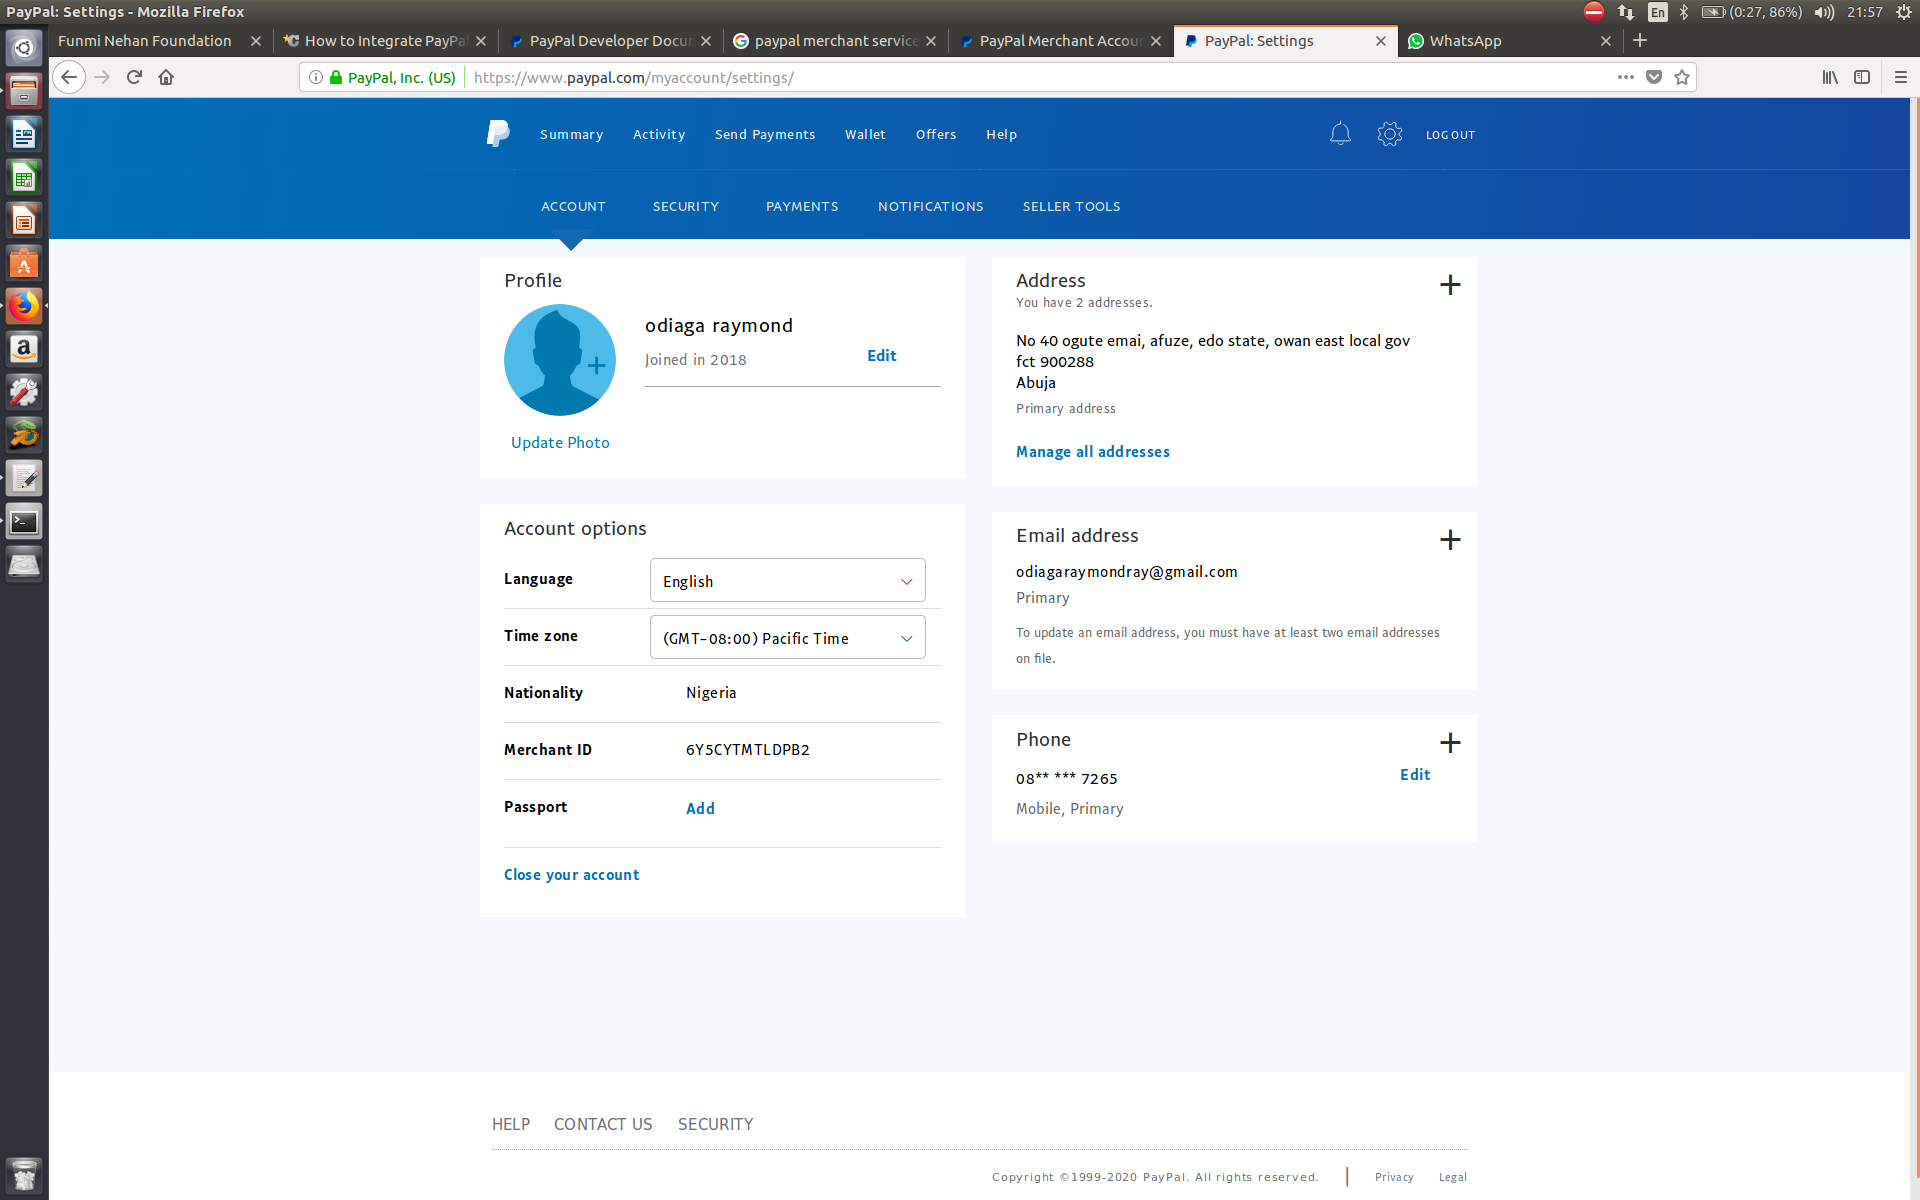 PayPal: Settings - Mozilla Firefox
En
(0:27, 86%)
21:57
Funmi Nehan Foundation
How to Integrate PayPa
PayPal Developer Docu
paypal merchant service
PayPal Merchant Accou
PayPal: Settings
WhatsApp
PayPal, Inc. (US)
https://www.paypal.com/myaccount/settings/
Summary
Activity
Send Payments
Wallet
Offers
Help
LOG OUT
ACCOUNT
SECURITY
PAYMENTS
NOTIFICATIONS
SELLER TOOLS
Profile
odiaga raymond
Joined in 2018
Edit
Update Photo
Account options
Language
English
Time zone
(GMT-08:00) Pacific Time
Nationality
Nigeria
Merchant ID
6Y5CYTMTLDPB2
Passport
Add
Close your account
Address
You have 2 addresses.
No 40 ogute emai, afuze, edo state, owan east local gov
fct 900288
Abuja
Primary address
Manage all addresses
Email address
odiagaraymondray@gmail.com
Primary
To update an email address, you must have at least two email addresses
on file.
Phone
08** *** 7265
Edit
Mobile, Primary
HELP
CONTACT US
SECURITY
Copyright ©1999-2020 PayPal. All rights reserved.
Privacy
Legal